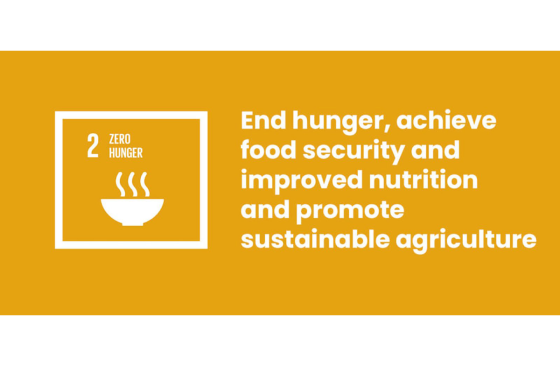 2 ZERO
HUNGER
End hunger, achieve
food security and
improved nutrition
and promote
sustainable agriculture